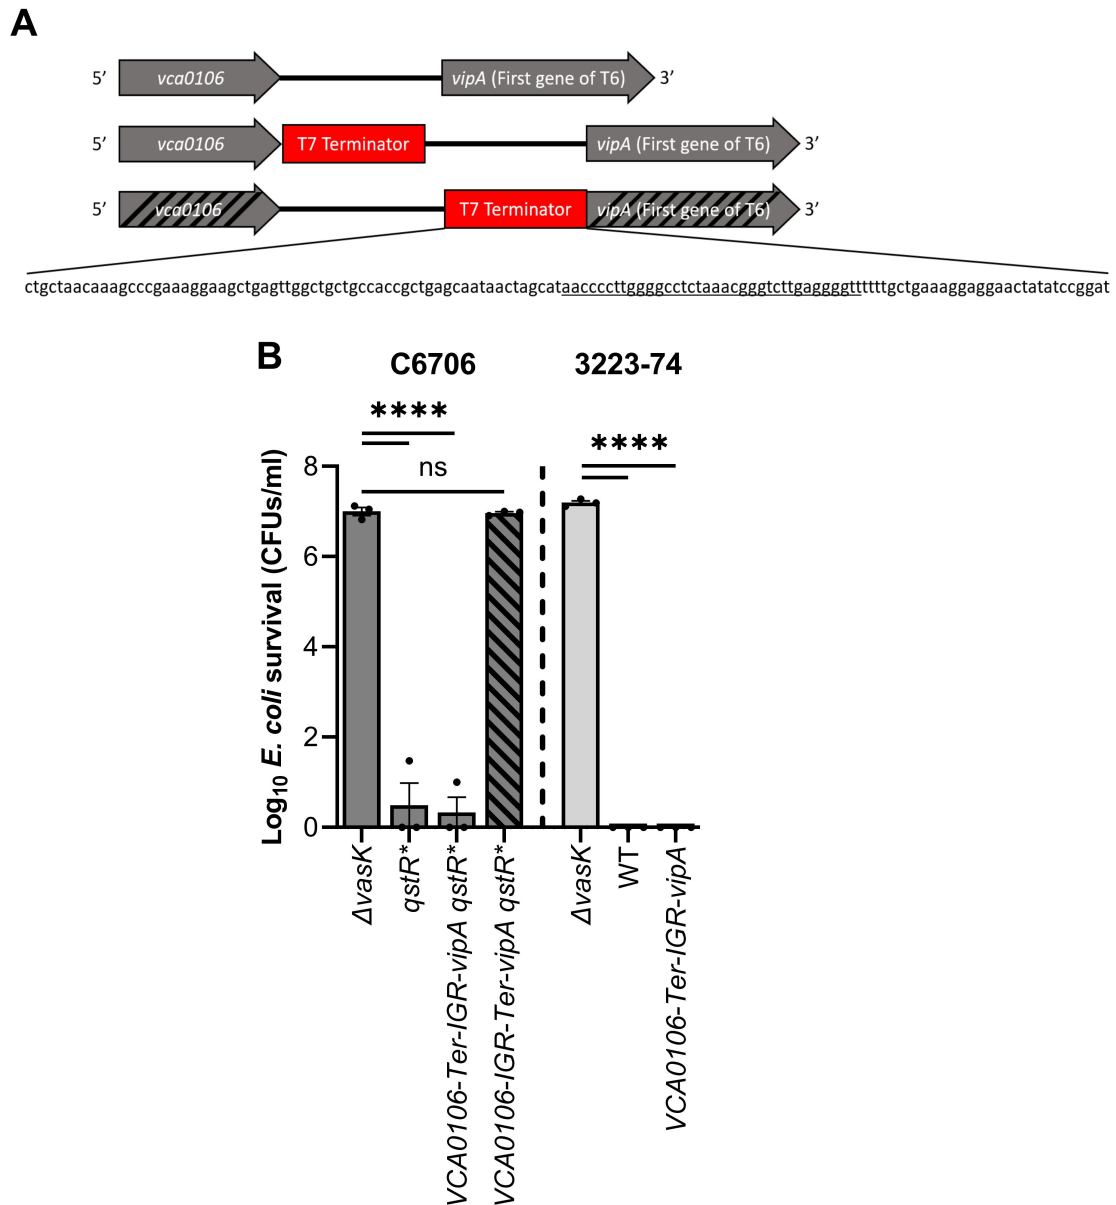 A
5’ vca0106 vipA (First gene of T6) 3’
5’ vca0106 T7 Terminator vipA (First gene of T6) 3’
5’ vca0106 T7 Terminator vipA (First gene of T6) 3’
ctgctaacaaagcccgaaaggaagctgagttggctgctgccaccgctgagcaataactagcataaccccttggggcctctaaacgggtcttgaggggttttttgctgaaaggaggaactatatccggat
B
C6706 3223-74
**** ****
ns
Log10 E. coli survival (CFUs/ml)
8
6
4
2
0
ΔvasK
qstR*
VCA0106-Ter-IGR-vipA qstR*
VCA0106-IGR-Ter-vipA qstR*
ΔvasK
WT
VCA0106-Ter-IGR-vipA